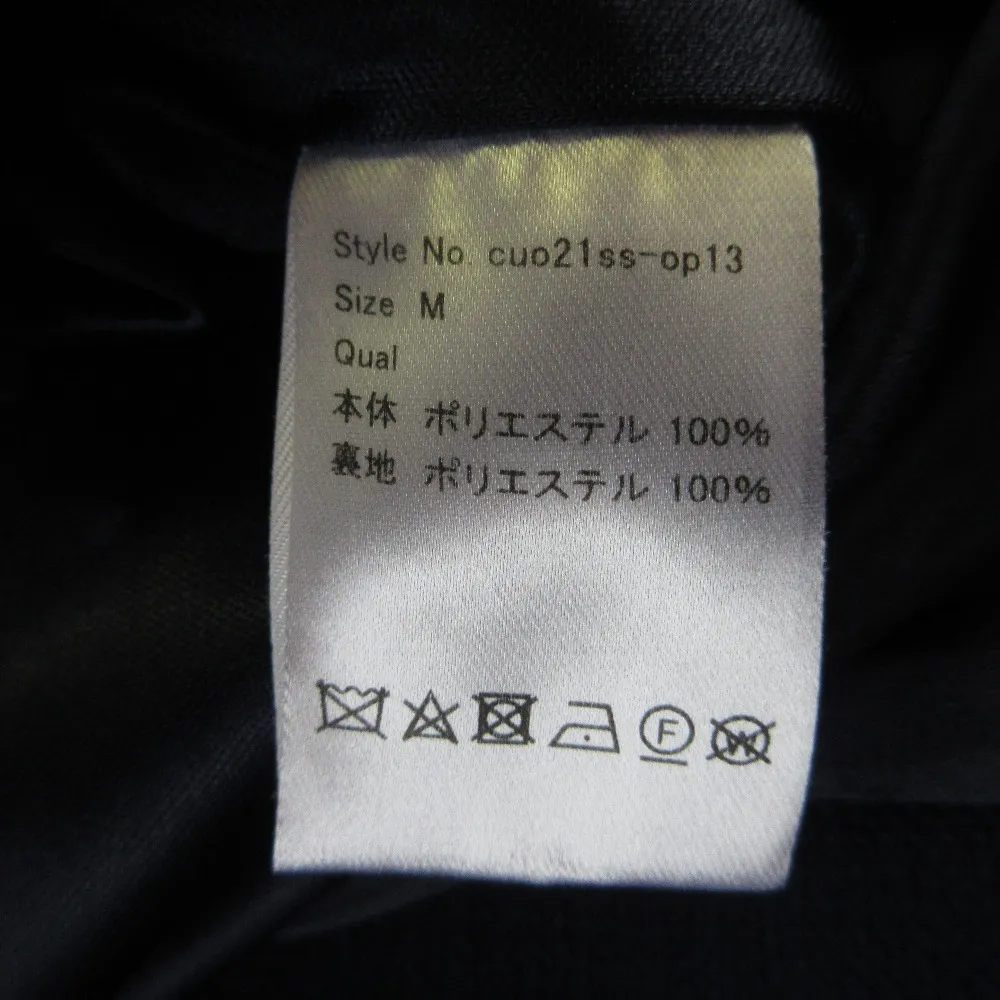 Style No cuo21ss-op13
Size M
Qual
本体 ポリエステル 100%
裏地 ポリエステル 100%
F W